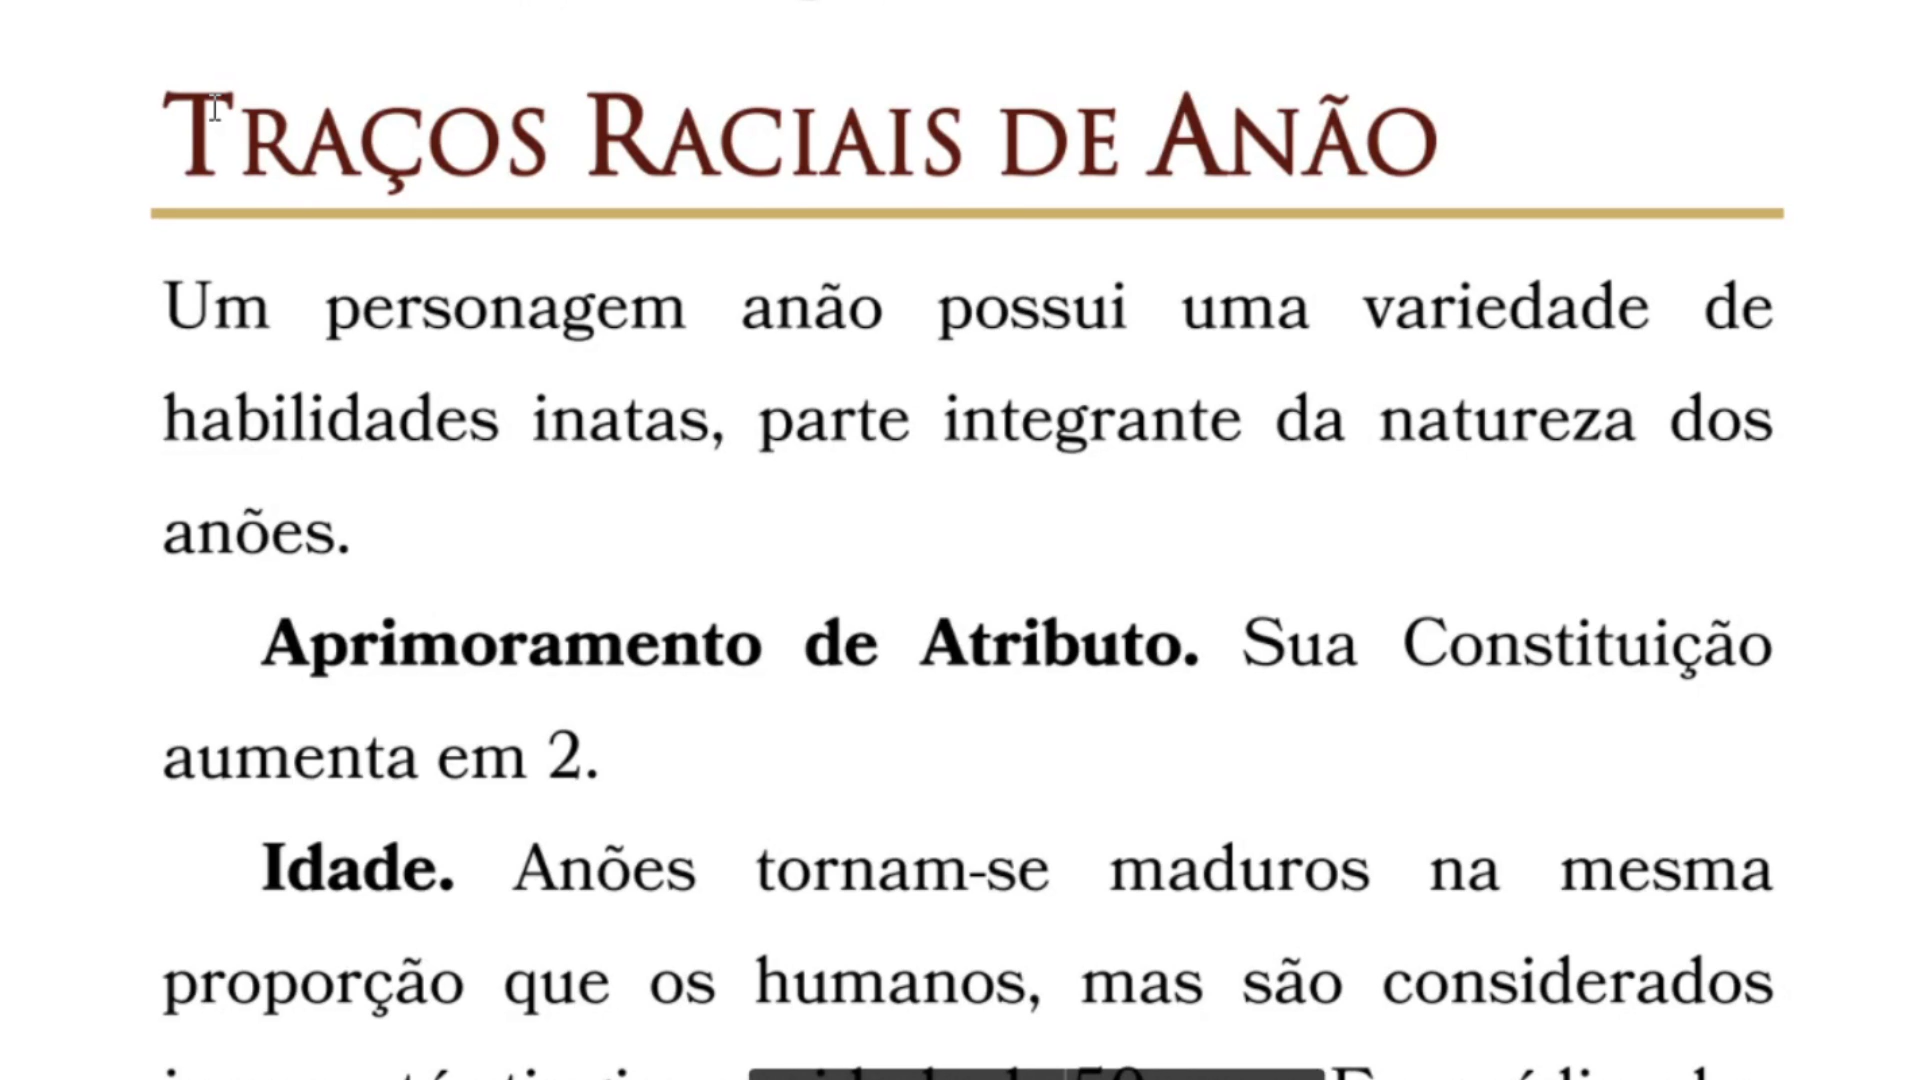 Traços Raciais de Anão
Um personagem anão possui uma variedade de
habilidades inatas, parte integrante da natureza dos
anões.
Aprimoramento de Atributo. Sua Constituição
aumenta em 2.
Idade. Anões tornam-se maduros na mesma
proporção que os humanos, mas são considerados